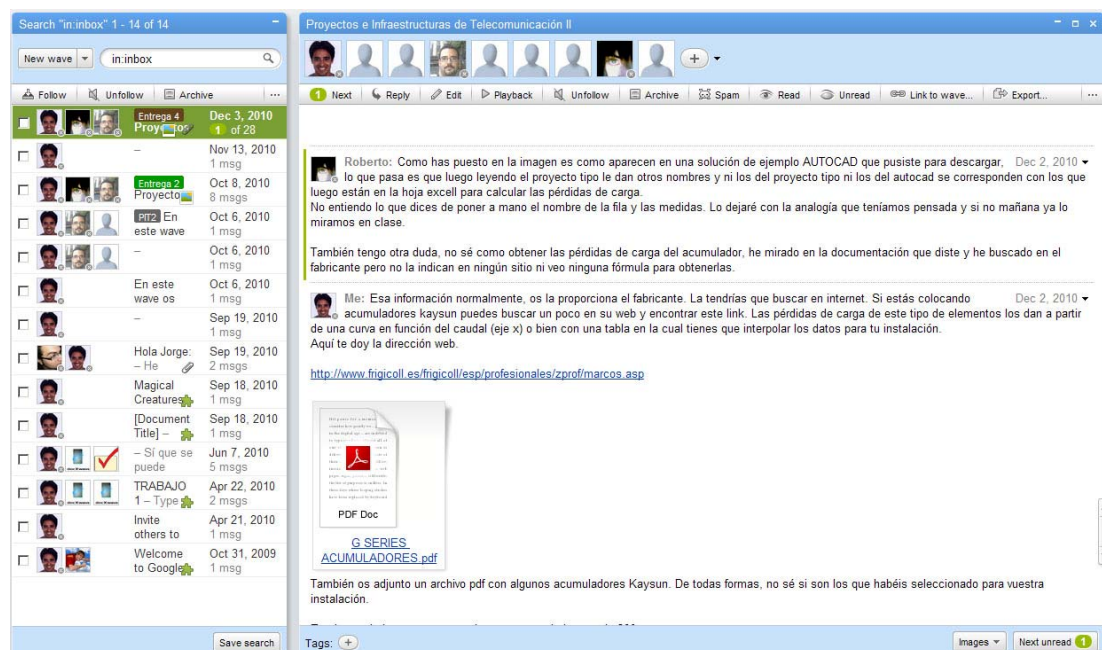 Search "in:inbox" 1 - 14 of 14
New wave
in:inbox
Follow Unfollow Archive ...
Entrega 4 Dec 3, 2010
Proyectos 1 of 28
– Nov 13, 2010
1 msg
Entrega 2 Oct 8, 2010
Proyecto 8 msgs
PIT2 En Oct 6, 2010
este wave 1 msg
– Oct 6, 2010
1 msg
En este Oct 6, 2010
wave os 1 msg
– Sep 19, 2010
1 msg
Hola Jorge: Sep 19, 2010
– He 2 msgs
Magical Sep 18, 2010
Creatures 1 msg
[Document Sep 18, 2010
Title] – 1 msg
– Sí que se Jun 7, 2010
puede 5 msgs
TRABAJO Apr 22, 2010
1 – Type 2 msgs
Invite Apr 21, 2010
others to 1 msg
Welcome Oct 31, 2009
to Google 1 msg
Save search
Proyectos e Infraestructuras de Telecomunicación II
1 Next Reply Edit Playback Unfollow Archive Spam Read Unread Link to wave... Export... ...
Roberto: Como has puesto en la imagen es como aparecen en una solución de ejemplo AUTOCAD que pusiste para descargar, Dec 2, 2010
lo que pasa es que luego leyendo el proyecto tipo le dan otros nombres y ni los del proyecto tipo ni los del autocad se corresponden con los que
luego están en la hoja excell para calcular las pérdidas de carga.
No entiendo lo que dices de poner a mano el nombre de la fila y las medidas. Lo dejaré con la analogía que teníamos pensada y si no mañana ya lo
miramos en clase.
También tengo otra duda, no sé como obtener las pérdidas de carga del acumulador, he mirado en la documentación que diste y he buscado en el
fabricante pero no la indican en ningún sitio ni veo ninguna fórmula para obtenerlas.
Me: Esa información normalmente, os la proporciona el fabricante. La tendrías que buscar en internet. Si estás colocando Dec 2, 2010
acumuladores kaysun puedes buscar un poco en su web y encontrar este link. Las pérdidas de carga de este tipo de elementos los dan a partir
de una curva en función del caudal (eje x) o bien con una tabla en la cual tienes que interpolar los datos para tu instalación.
Aquí te doy la dirección web.
http://www.frigicoll.es/frigicoll/esp/profesionales/zprof/marcos.asp
PDF Doc
G SERIES
ACUMULADORES.pdf
También os adjunto un archivo pdf con algunos acumuladores Kaysun. De todas formas, no sé si son los que habéis seleccionado para vuestra
instalación.
Tags:
Images
Next unread 1